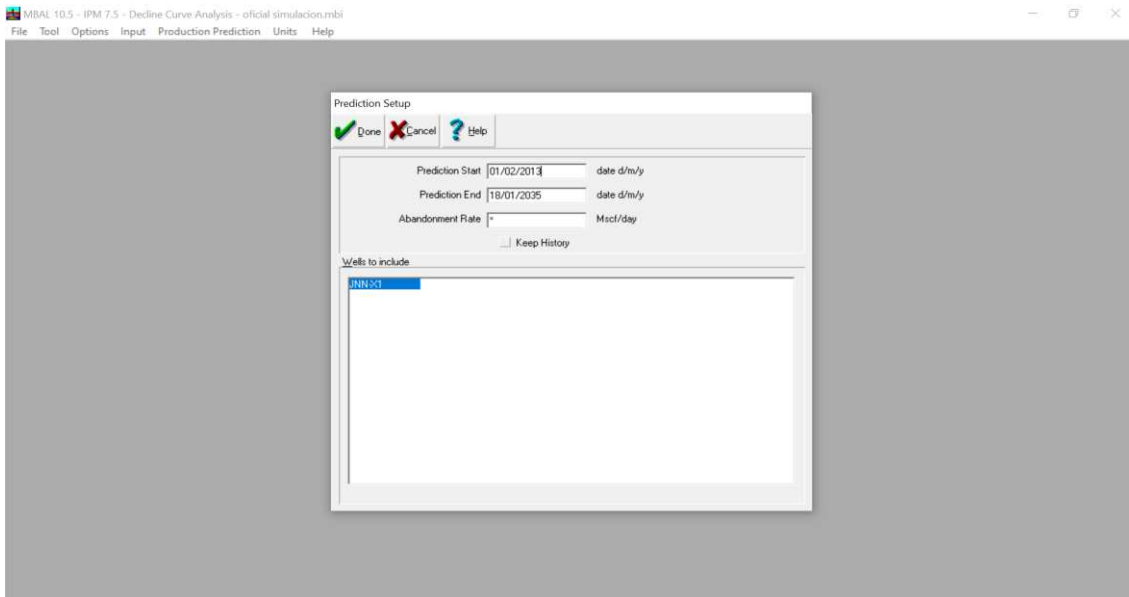 MBAL 10.5 - IPM 7.5 - Decline Curve Analysis - oficial simulacion.mbi
File Tool Options Input Production Prediction Units Help
Prediction Setup
Done Cancel Help
Prediction Start 01/02/2013 date d/m/y
Prediction End 18/01/2035 date d/m/y
Abandonment Rate * Mscf/day
Keep History
Wells to include
JNN-X1